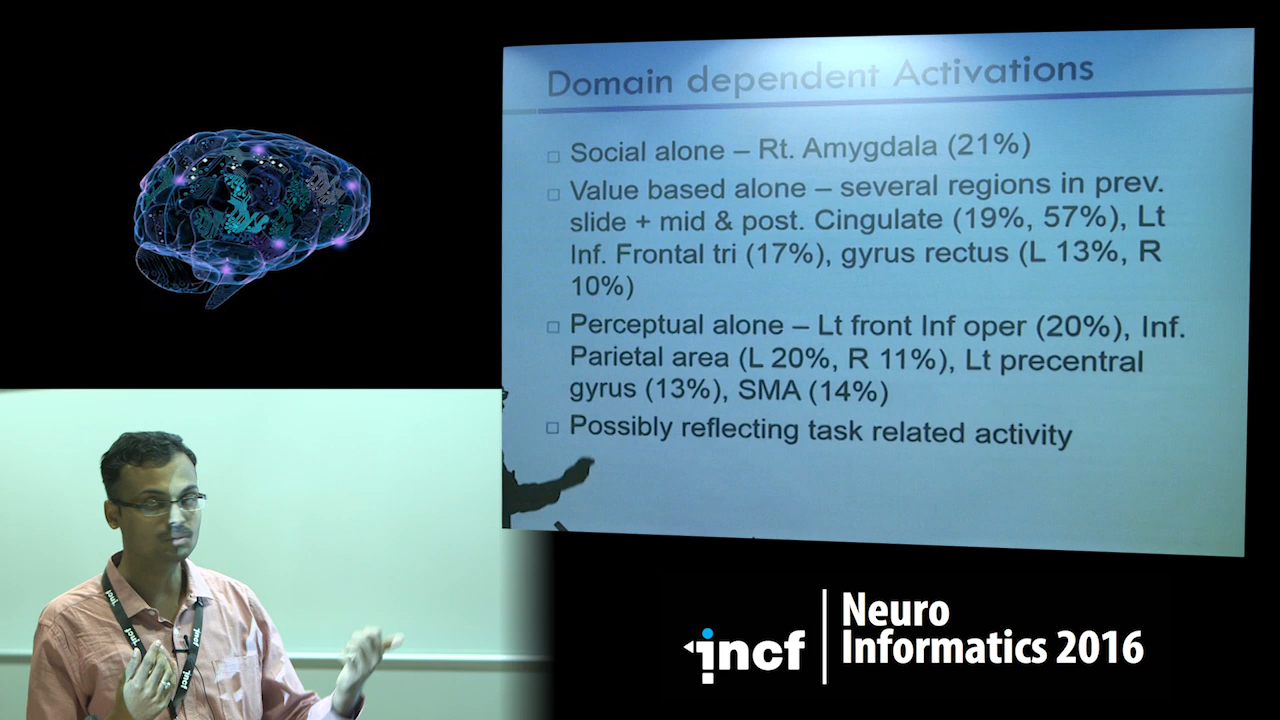 Domain dependent Activations
□ Social alone – Rt. Amygdala (21%)
□ Value based alone – several regions in prev.
slide + mid & post. Cingulate (19%, 57%), Lt
Inf. Frontal tri (17%), gyrus rectus (L 13%, R
10%)
□ Perceptual alone – Lt front Inf oper (20%), Inf.
Parietal area (L 20%, R 11%), Lt precentral
gyrus (13%), SMA (14%)
□ Possibly reflecting task related activity
incf
incf
incf
incf
Neuro
Informatics 2016